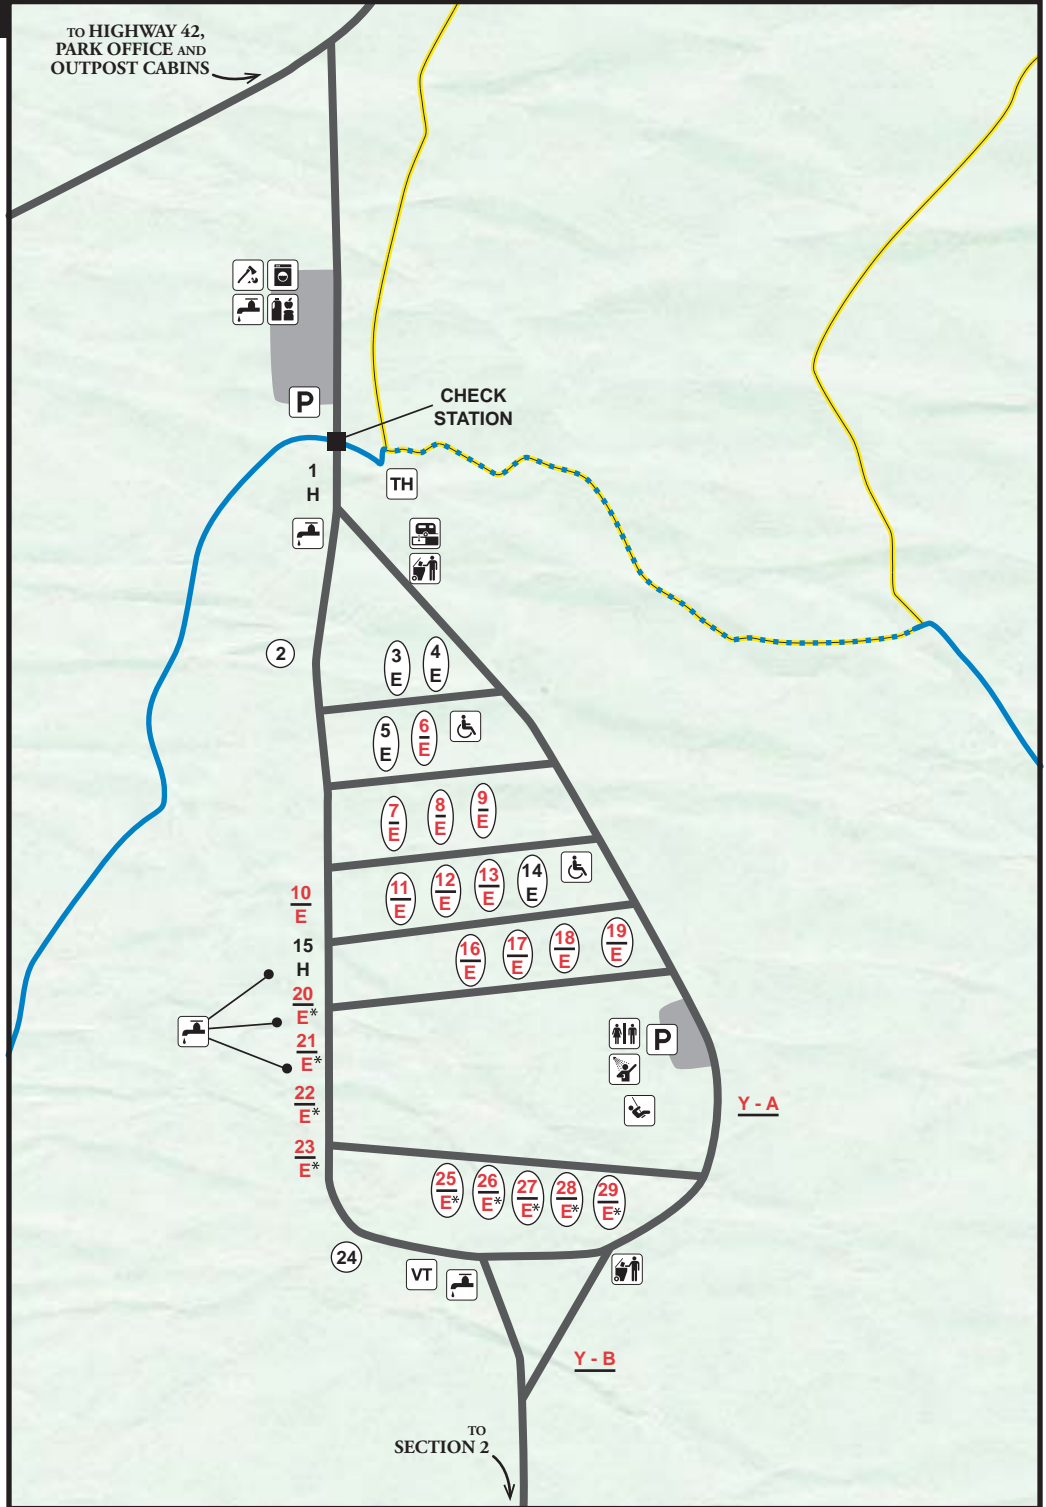 TO HIGHWAY 42,
PARK OFFICE AND
OUTPOST CABINS
P
CHECK
STATION
1
H
TH
2
3
E
4
E
5
E
6
E
7
E
8
E
9
E
10
E
11
E
12
E
13
E
14
E
15
H
16
E
17
E
18
E
19
E
20
E*
21
E*
22
E*
23
E*
P
Y - A
25
E*
26
E*
27
E*
28
E*
29
E*
24
VT
Y - B
TO
SECTION 2